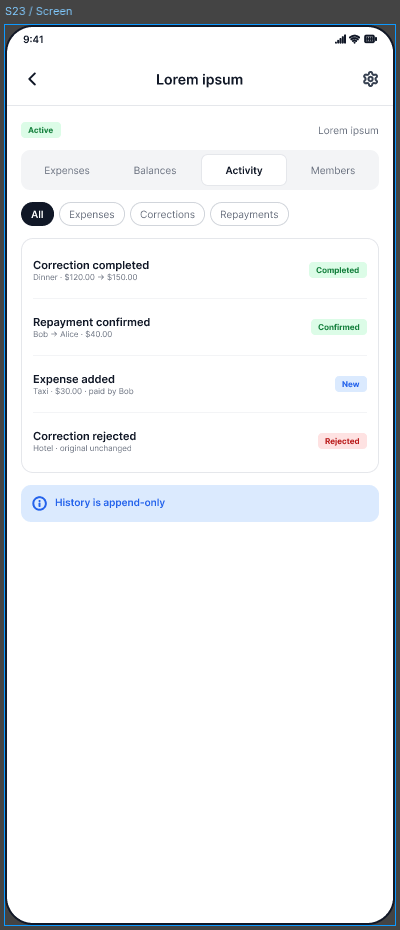 S23 / Screen
9:41
Lorem ipsum
Active
Lorem ipsum
Expenses
Balances
Activity
Members
All
Expenses
Corrections
Repayments
Correction completed
Dinner · $120.00 → $150.00
Completed
Repayment confirmed
Bob → Alice · $40.00
Confirmed
Expense added
Taxi · $30.00 · paid by Bob
New
Correction rejected
Hotel · original unchanged
Rejected
History is append-only